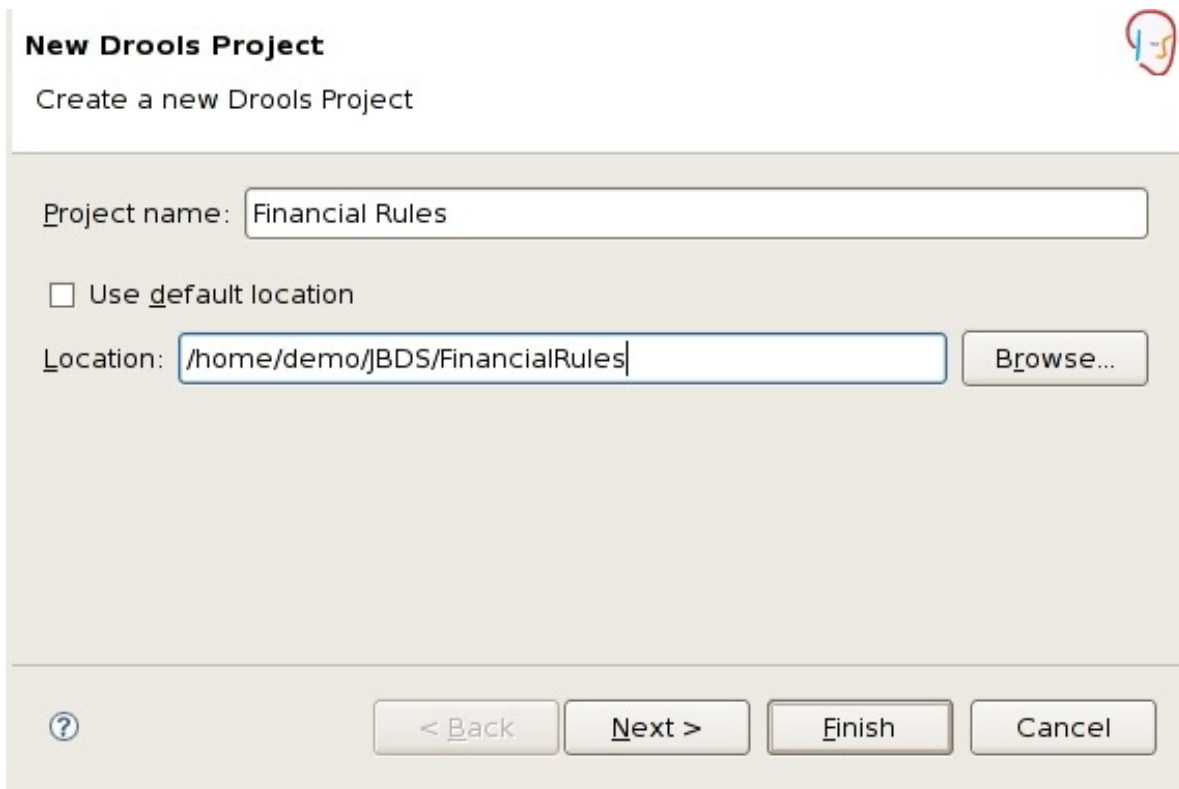 New Drools Project
Create a new Drools Project
Project name: Financial Rules
Use default location
Location: /home/demo/JBDS/FinancialRules Browse...
< Back Next > Finish Cancel